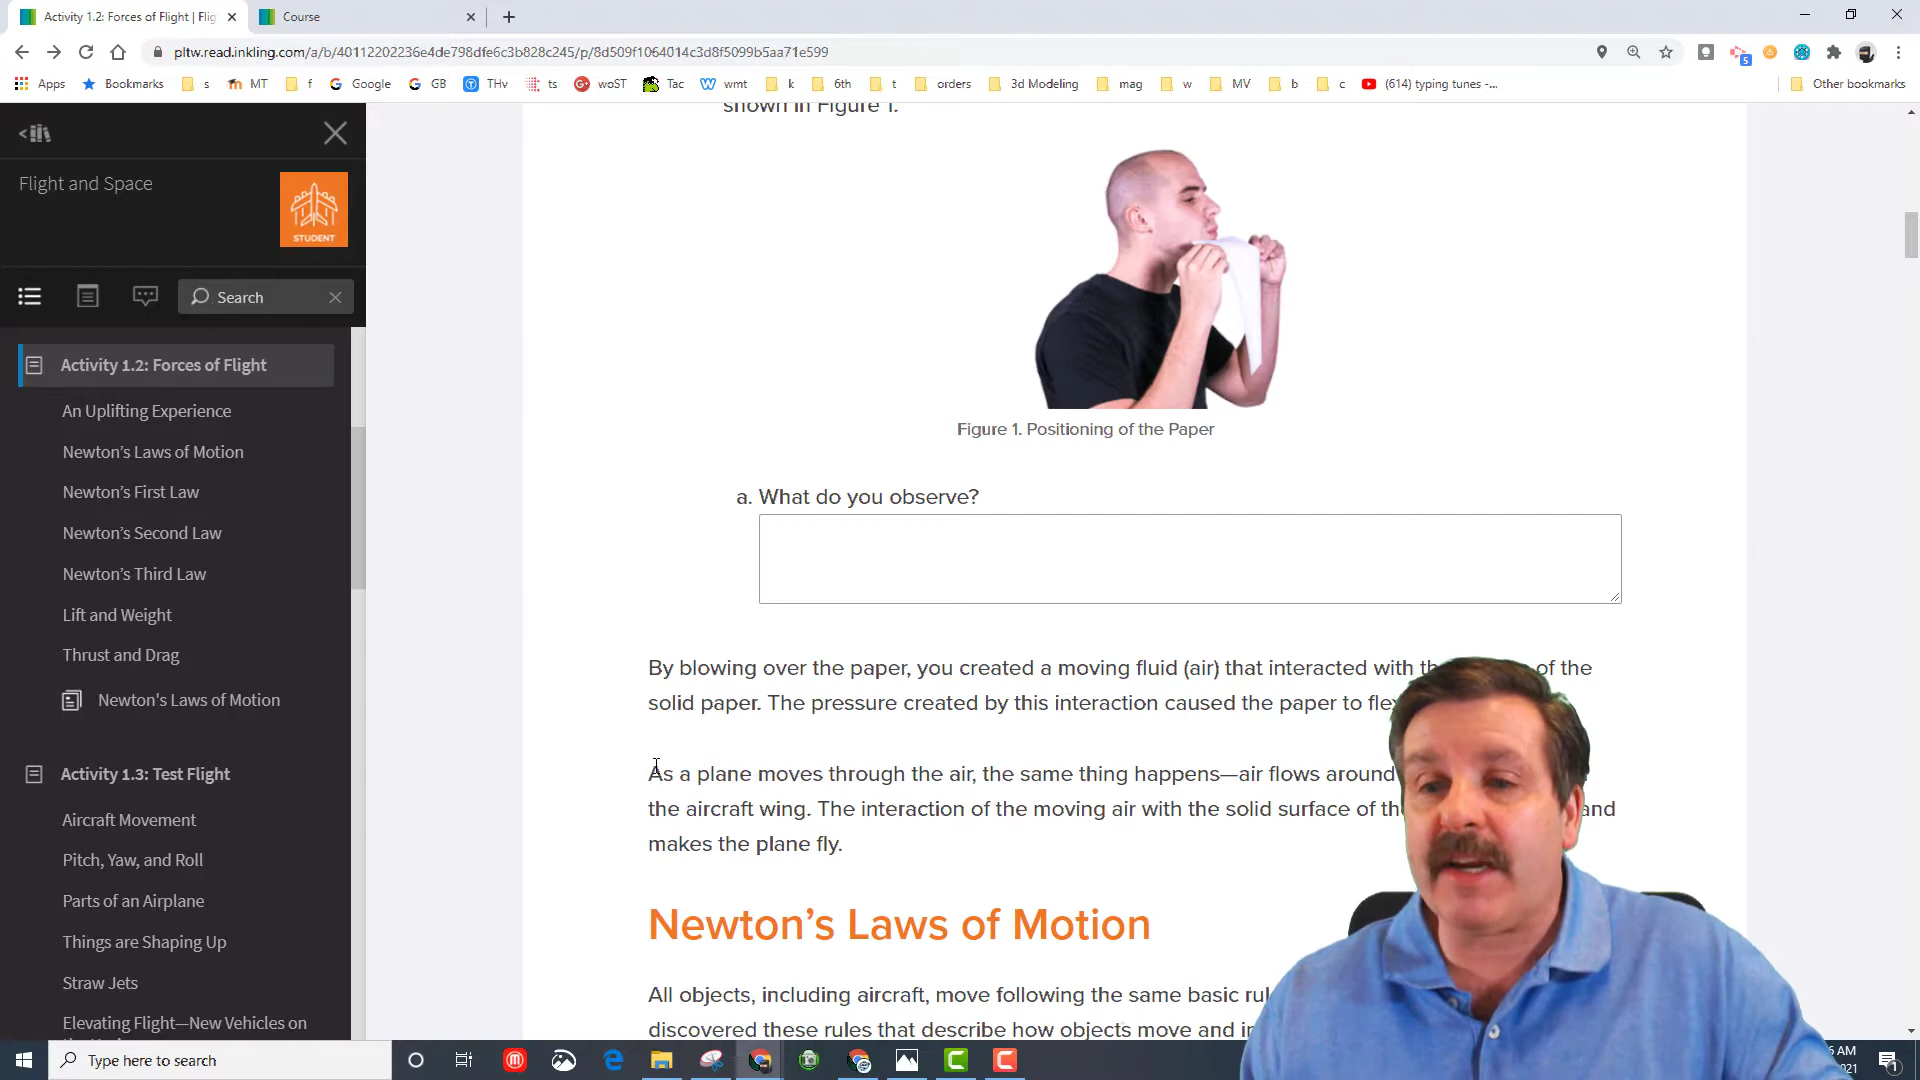 Activity 1.2: Forces of Flight | Flig
Course
pltw.read.inkling.com/a/b/40112202236e4de798dfe6c3b828c245/p/8d509f1064014c3d8f5099b5aa71e599
5
Apps
Bookmarks
s
MT
f
Google
GB
THv
ts
woST
Tac
wmt
k
6th
t
orders
3d Modeling
mag
w
MV
b
c
(614) typing tunes -...
Other bookmarks
Flight and Space
STUDENT
Search
Activity 1.2: Forces of Flight
An Uplifting Experience
Newton's Laws of Motion
Newton's First Law
Newton's Second Law
Newton's Third Law
Lift and Weight
Thrust and Drag
Newton's Laws of Motion
Activity 1.3: Test Flight
Aircraft Movement
Pitch, Yaw, and Roll
Parts of an Airplane
Things are Shaping Up
Straw Jets
Elevating Flight—New Vehicles on
shown in Figure 1.
Figure 1. Positioning of the Paper
a. What do you observe?
By blowing over the paper, you created a moving fluid (air) that interacted with of the
solid paper. The pressure created by this interaction caused the paper to
As a plane moves through the air, the same thing happens—air flows around
the aircraft wing. The interaction of the moving air with the solid surface of and
makes the plane fly.
Newton's Laws of Motion
All objects, including aircraft, move following the same basic
discovered these rules that describe how objects move and
Type here to search
AM
1